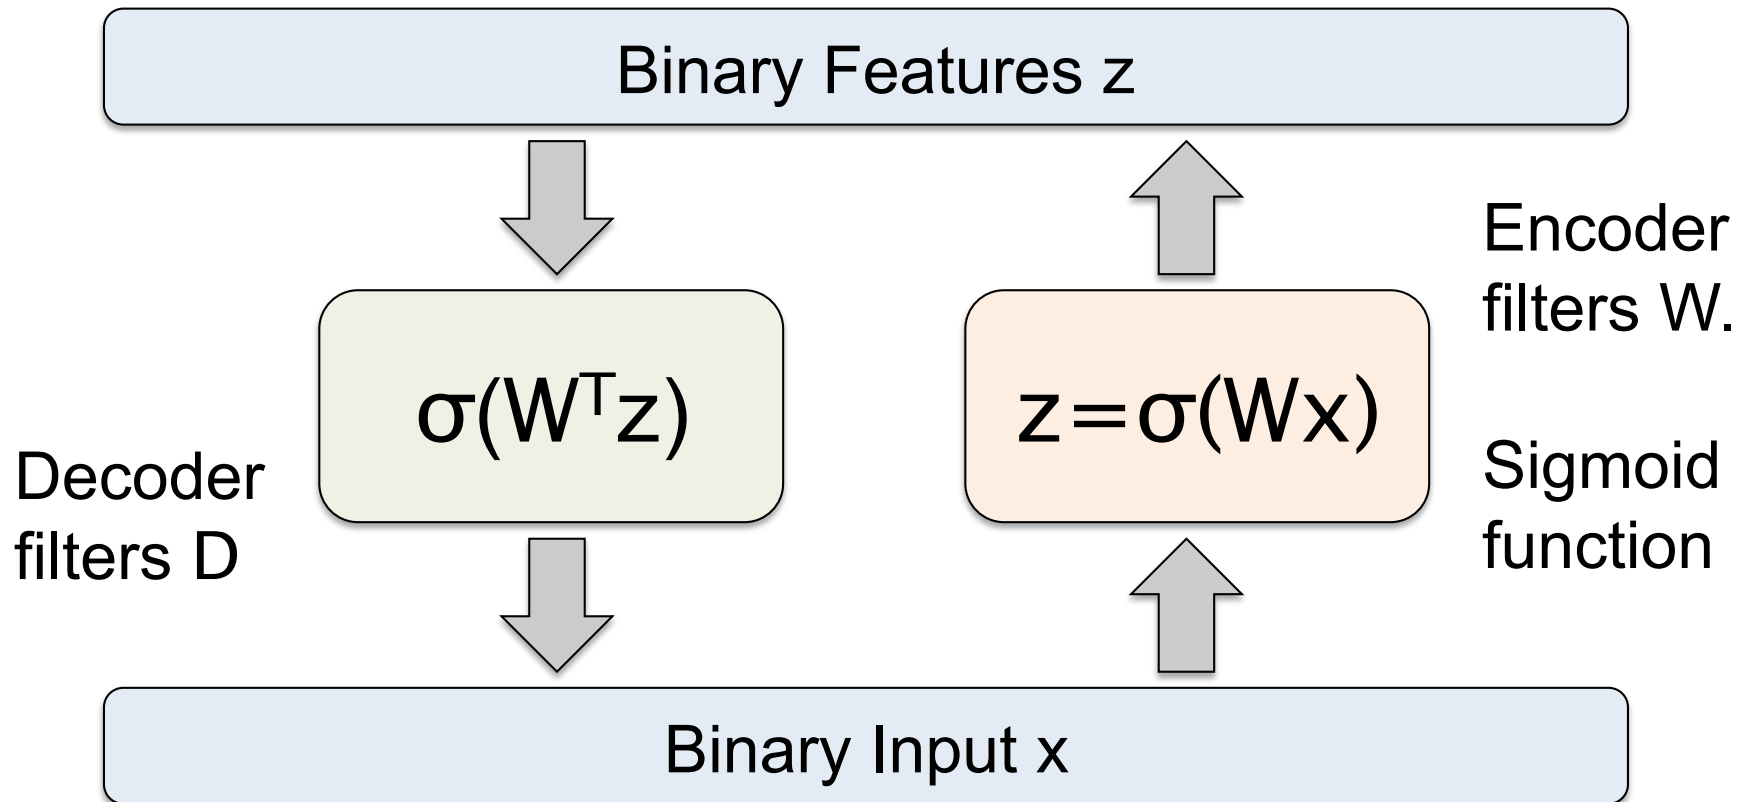 Binary Features z
Encoder
filters W.
σ(Wᵀz)
z=σ(Wx)
Decoder
filters D
Sigmoid
function
Binary Input x